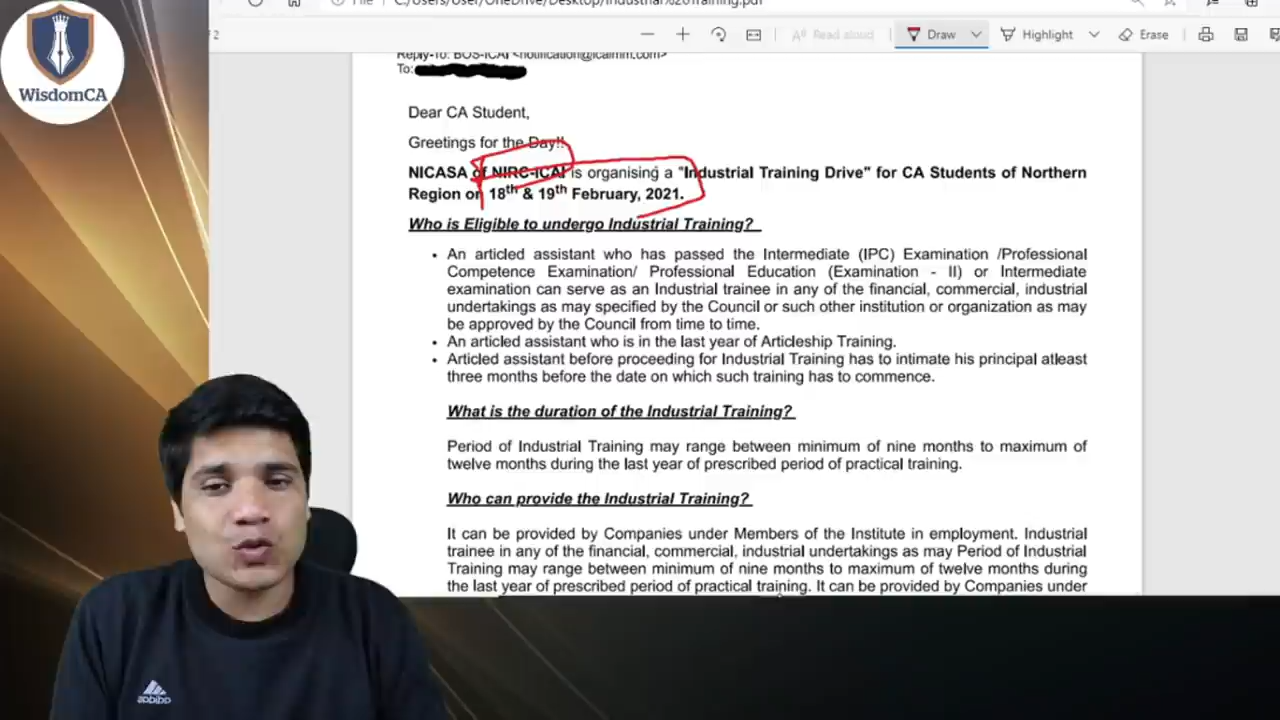 File
C:/Users/User/OneDrive/Desktop/Industrial%20Training.pdf
of 2
Read aloud
Draw
Highlight
Erase
WisdomCA
Reply-To: BOS-ICAI <notification@icaimm.com>
To:
Dear CA Student,
Greetings for the Day!!
NICASA of NIRC-ICAI is organising a "Industrial Training Drive" for CA Students of Northern
Region on 18th & 19th February, 2021.
Who is Eligible to undergo Industrial Training?
• An articled assistant who has passed the Intermediate (IPC) Examination /Professional
Competence Examination/ Professional Education (Examination - II) or Intermediate
examination can serve as an Industrial trainee in any of the financial, commercial, industrial
undertakings as may specified by the Council or such other institution or organization as may
be approved by the Council from time to time.
• An articled assistant who is in the last year of Articleship Training.
• Articled assistant before proceeding for Industrial Training has to intimate his principal atleast
three months before the date on which such training has to commence.
What is the duration of the Industrial Training?
Period of Industrial Training may range between minimum of nine months to maximum of
twelve months during the last year of prescribed period of practical training.
Who can provide the Industrial Training?
It can be provided by Companies under Members of the Institute in employment. Industrial
trainee in any of the financial, commercial, industrial undertakings as may Period of Industrial
Training may range between minimum of nine months to maximum of twelve months during
the last year of prescribed period of practical training. It can be provided by Companies under
adidas